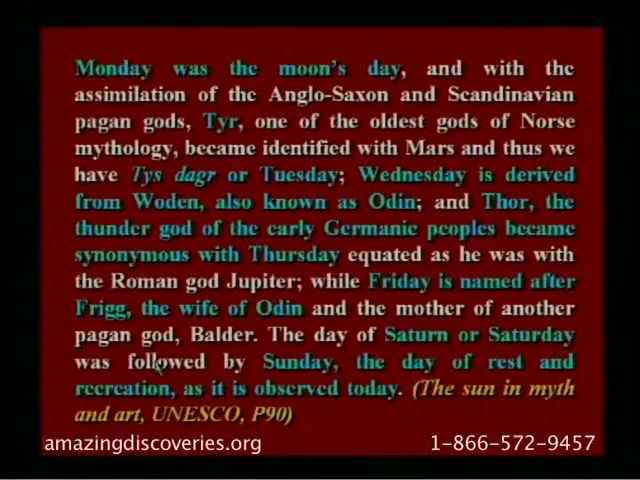 Monday was the moon's day, and with the
assimilation of the Anglo-Saxon and Scandinavian
pagan gods, Tyr, one of the oldest gods of Norse
mythology, became identified with Mars and thus we
have Tys dagr or Tuesday; Wednesday is derived
from Woden, also known as Odin; and Thor, the
thunder god of the early Germanic peoples became
synonymous with Thursday equated as he was with
the Roman god Jupiter; while Friday is named after
Frigg, the wife of Odin and the mother of another
pagan god, Balder. The day of Saturn or Saturday
was followed by Sunday, the day of rest and
recreation, as it is observed today. (The sun in myth
and art, UNESCO, P90)
amazingdiscoveries.org
1-866-572-9457